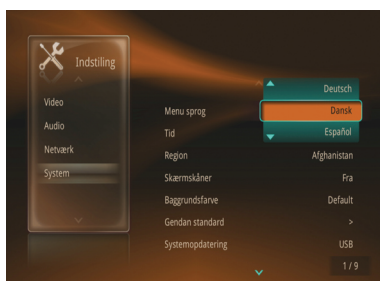 Indstiling
Video
Audio
Netværk
System
Deutsch
Menu sprog Dansk
Tid Español
Region Afghanistan
Skærmskåner Fra
Baggrundsfarve Default
Gendan standard >
Systemopdatering USB
1 / 9